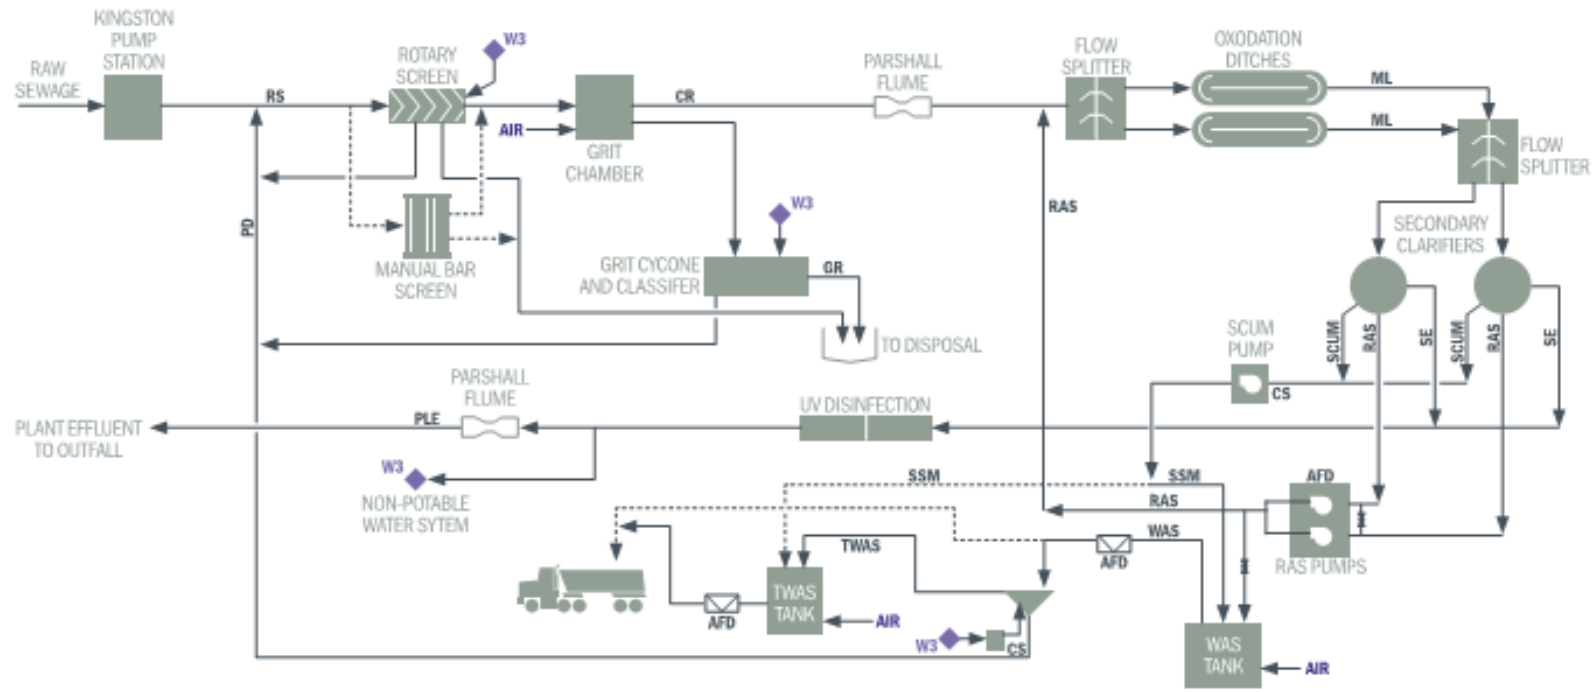 KINGSTON
PUMP
STATION
RAW
SEWAGE
RS
ROTARY
SCREEN
W3
AIR
GRIT
CHAMBER
CR
PARSHALL
FLUME
FLOW
SPLITTER
OXODATION
DITCHES
ML
ML
FLOW
SPLITTER
PD
MANUAL BAR
SCREEN
W3
GRIT CYCONE
AND CLASSIFER
GR
TO DISPOSAL
RAS
SECONDARY
CLARIFIERS
SCUM
RAS
SE
SCUM
RAS
SE
SCUM
PUMP
CS
PARSHALL
FLUME
UV DISINFECTION
PLANT EFFLUENT
TO OUTFALL
PLE
W3
NON-POTABLE
WATER SYTEM
SSM
SSM
RAS
AFD
RAS PUMPS
WAS
AFD
TWAS
TWAS
TANK
AFD
AIR
W3
CS
WAS
TANK
AIR